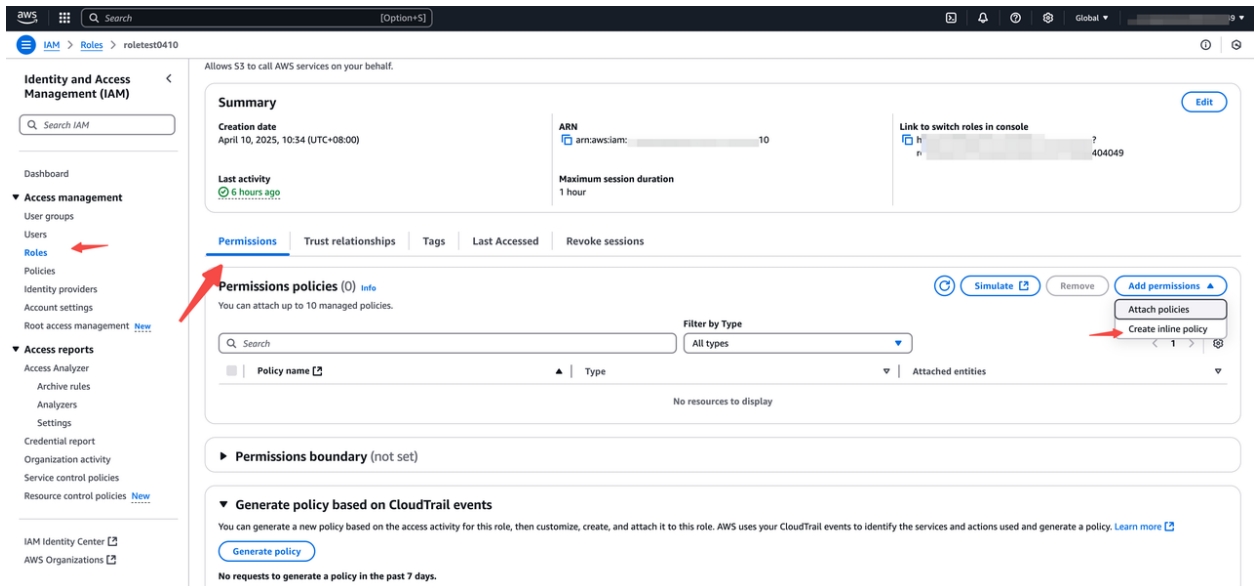 aws Search [Option+S] Global 9
IAM > Roles > roletest0410
Identity and Access
Management (IAM)
Search IAM
Dashboard
Access management
User groups
Users
Roles
Policies
Identity providers
Account settings
Root access management New
Access reports
Access Analyzer
Archive rules
Analyzers
Settings
Credential report
Organization activity
Service control policies
Resource control policies New
IAM Identity Center
AWS Organizations
Allows S3 to call AWS services on your behalf.
Summary
Edit
Creation date
April 10, 2025, 10:34 (UTC+08:00)
Last activity
6 hours ago
ARN
arn:aws:iam: 10
Maximum session duration
1 hour
Link to switch roles in console
h ?
404049
Permissions Trust relationships Tags Last Accessed Revoke sessions
Permissions policies (0) Info
You can attach up to 10 managed policies.
Simulate Remove Add permissions
Attach policies
Create inline policy
Filter by Type
Search All types
1
Policy name Type Attached entities
No resources to display
Permissions boundary (not set)
Generate policy based on CloudTrail events
You can generate a new policy based on the access activity for this role, then customize, create, and attach it to this role. AWS uses your CloudTrail events to identify the services and actions used and generate a policy. Learn more
Generate policy
No requests to generate a policy in the past 7 days.